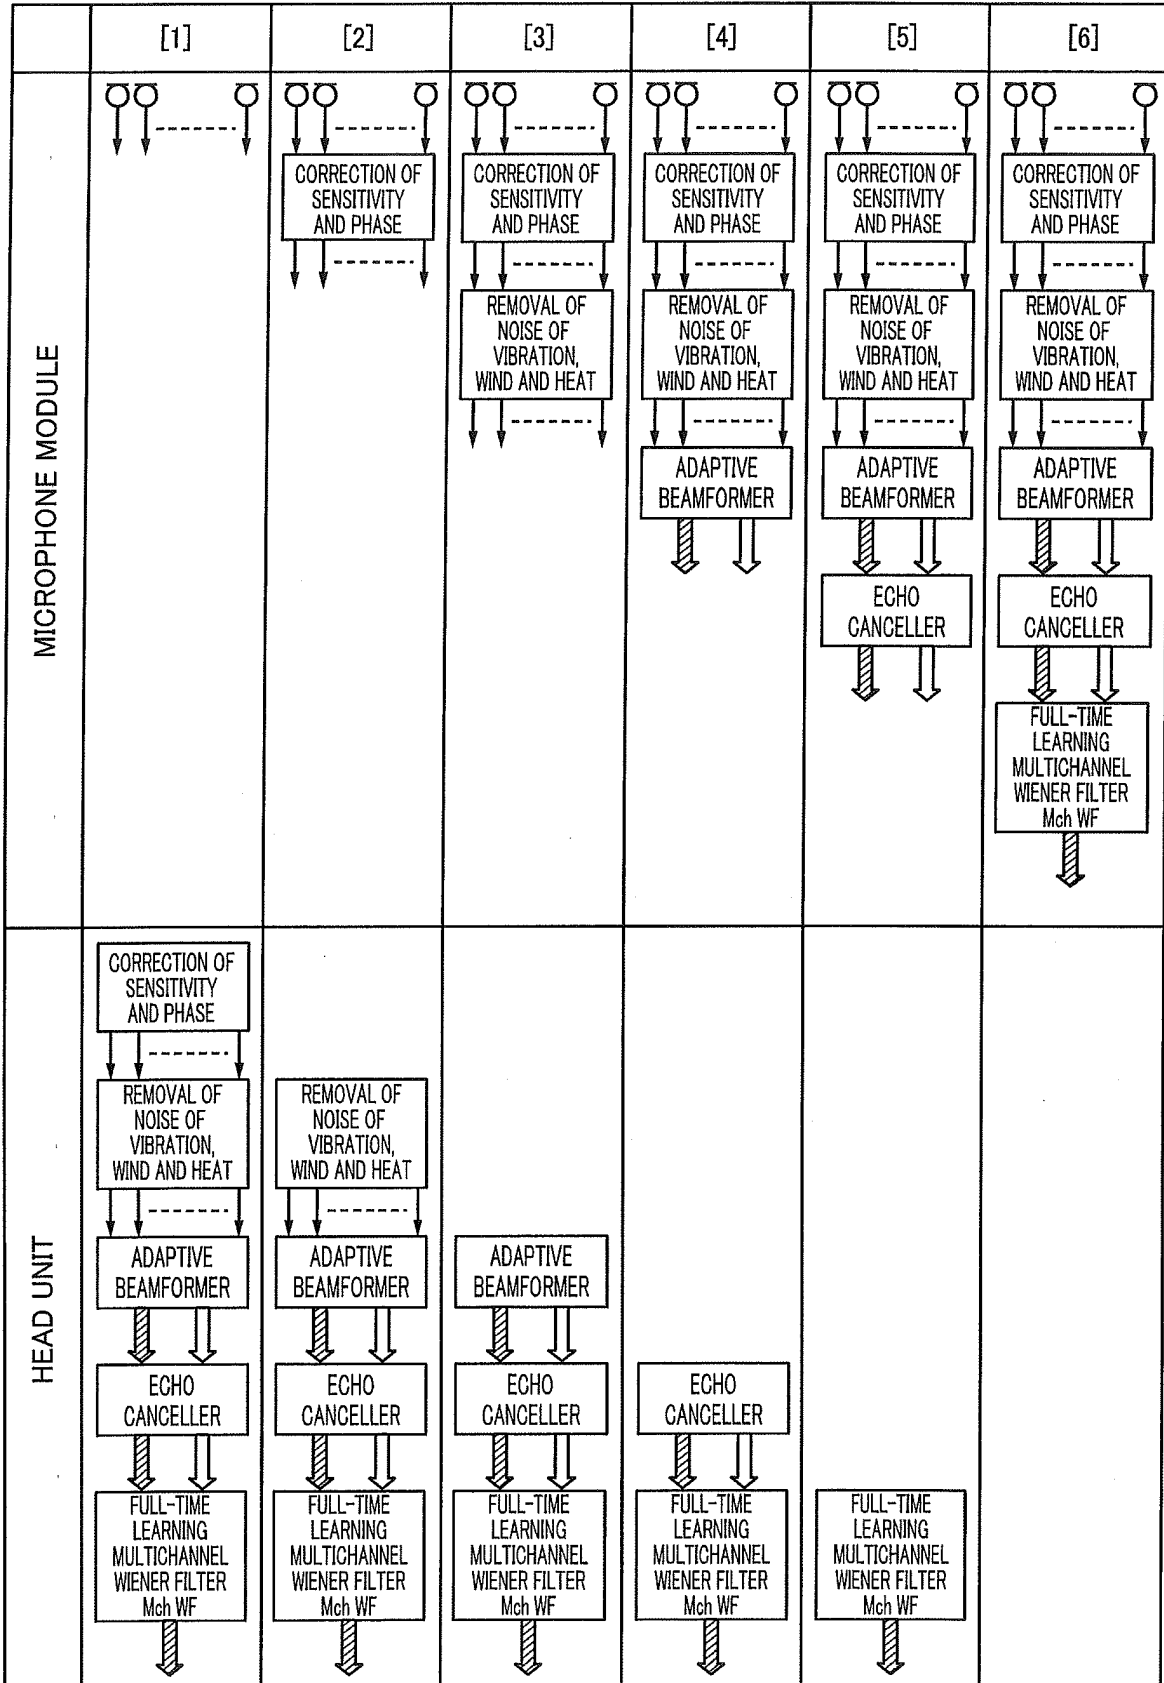 [1]
[2]
[3]
[4]
[5]
[6]
MICROPHONE MODULE
CORRECTION OF
SENSITIVITY
AND PHASE
CORRECTION OF
SENSITIVITY
AND PHASE
REMOVAL OF
NOISE OF
VIBRATION,
WIND AND HEAT
CORRECTION OF
SENSITIVITY
AND PHASE
REMOVAL OF
NOISE OF
VIBRATION,
WIND AND HEAT
ADAPTIVE
BEAMFORMER
CORRECTION OF
SENSITIVITY
AND PHASE
REMOVAL OF
NOISE OF
VIBRATION,
WIND AND HEAT
ADAPTIVE
BEAMFORMER
ECHO
CANCELLER
CORRECTION OF
SENSITIVITY
AND PHASE
REMOVAL OF
NOISE OF
VIBRATION,
WIND AND HEAT
ADAPTIVE
BEAMFORMER
ECHO
CANCELLER
FULL-TIME
LEARNING
MULTICHANNEL
WIENER FILTER
Mch WF
HEAD UNIT
CORRECTION OF
SENSITIVITY
AND PHASE
REMOVAL OF
NOISE OF
VIBRATION,
WIND AND HEAT
ADAPTIVE
BEAMFORMER
ECHO
CANCELLER
FULL-TIME
LEARNING
MULTICHANNEL
WIENER FILTER
Mch WF
REMOVAL OF
NOISE OF
VIBRATION,
WIND AND HEAT
ADAPTIVE
BEAMFORMER
ECHO
CANCELLER
FULL-TIME
LEARNING
MULTICHANNEL
WIENER FILTER
Mch WF
ADAPTIVE
BEAMFORMER
ECHO
CANCELLER
FULL-TIME
LEARNING
MULTICHANNEL
WIENER FILTER
Mch WF
ECHO
CANCELLER
FULL-TIME
LEARNING
MULTICHANNEL
WIENER FILTER
Mch WF
FULL-TIME
LEARNING
MULTICHANNEL
WIENER FILTER
Mch WF